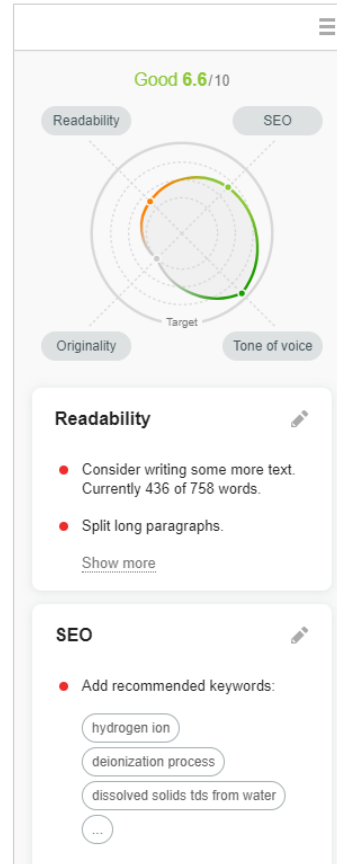 Good 6.6/10
Readability
SEO
Target
Originality
Tone of voice
Readability
Consider writing some more text.
Currently 436 of 758 words.
Split long paragraphs.
Show more
SEO
Add recommended keywords:
hydrogen ion
deionization process
dissolved solids tds from water
...